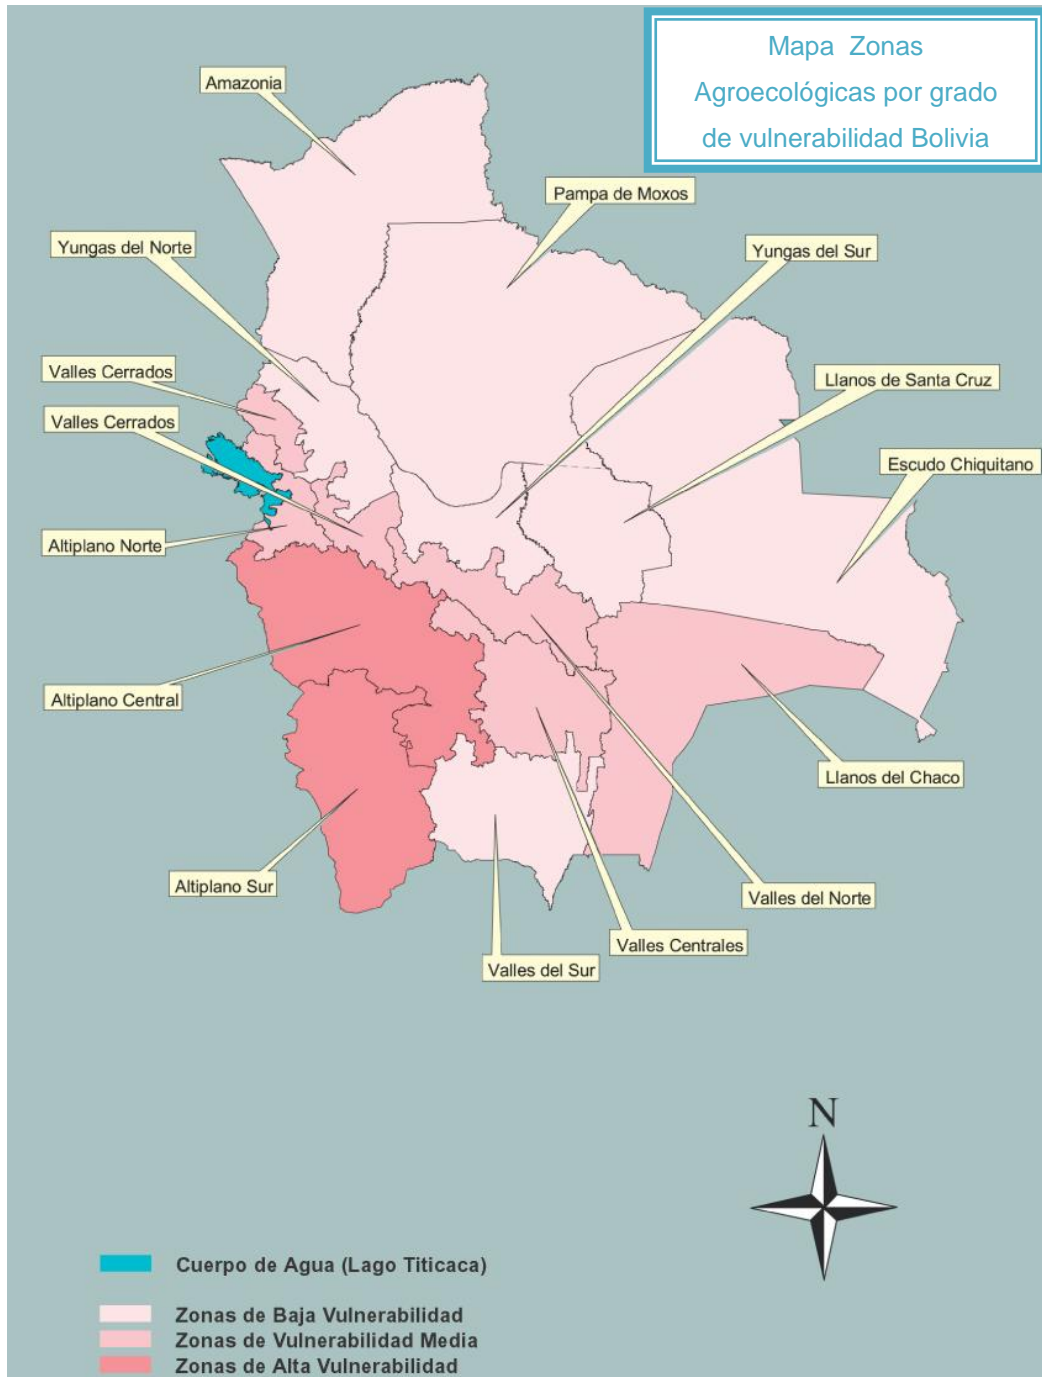 Mapa Zonas
Agroecológicas por grado
de vulnerabilidad Bolivia
Amazonia
Pampa de Moxos
Yungas del Norte
Yungas del Sur
Valles Cerrados
Llanos de Santa Cruz
Valles Cerrados
Escudo Chiquitano
Altiplano Norte
Altiplano Central
Llanos del Chaco
Altiplano Sur
Valles del Norte
Valles Centrales
Valles del Sur
N
Cuerpo de Agua (Lago Titicaca)
Zonas de Baja Vulnerabilidad
Zonas de Vulnerabilidad Media
Zonas de Alta Vulnerabilidad